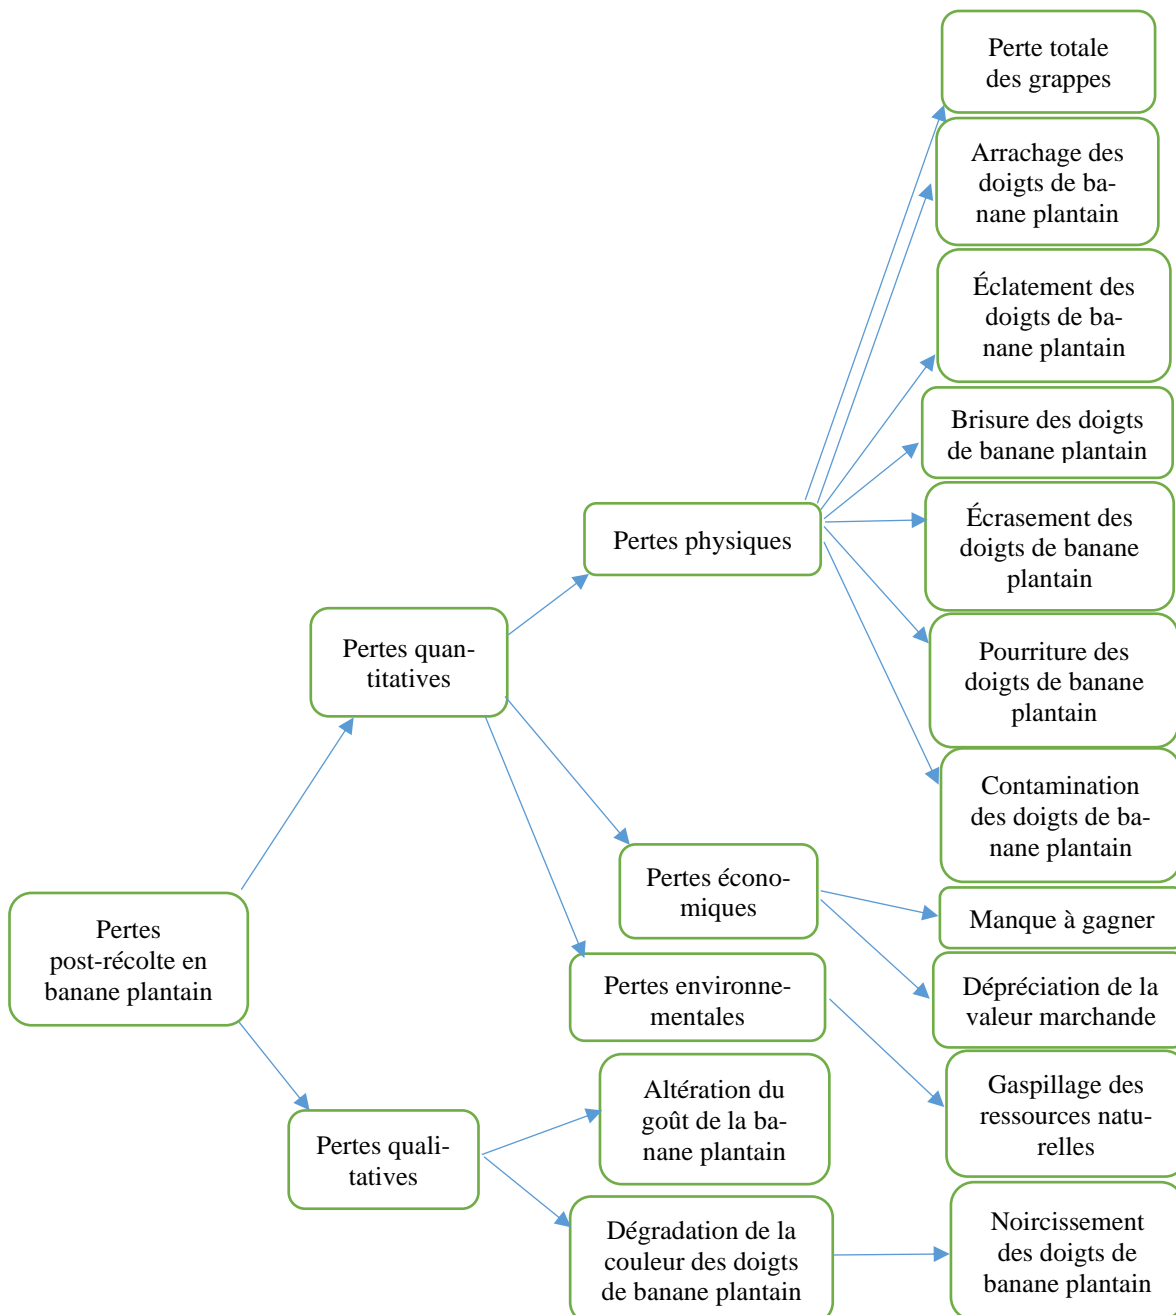 Perte totale
des grappes
Arrachage des
doigts de ba-
nane plantain
Éclatement des
doigts de ba-
nane plantain
Brisure des doigts
de banane plantain
Écrasement des
doigts de banane
plantain
Pertes physiques
Pourriture des
doigts de banane
plantain
Pertes quan-
titatives
Contamination
des doigts de ba-
nane plantain
Pertes écono-
miques
Manque à gagner
Pertes
post-récolte en
banane plantain
Pertes environne-
mentales
Dépréciation de la
valeur marchande
Gaspillage des
ressources natu-
relles
Pertes quali-
tatives
Altération du
goût de la ba-
nane plantain
Dégradation de la
couleur des doigts
de banane plantain
Noircissement
des doigts de
banane plantain